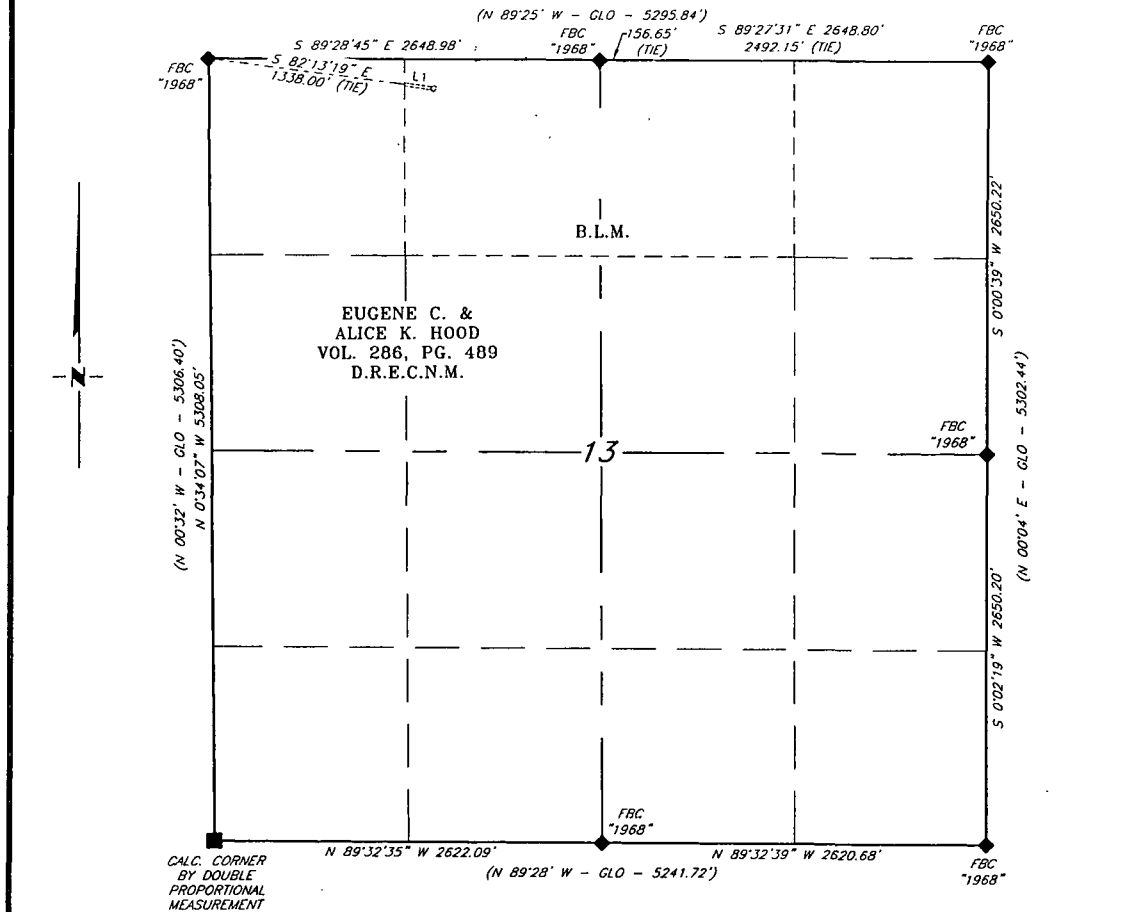 (N 89°25' W - GLO - 5295.84')
S 89°28'45" E 2648.98'
FBC
"1968"
156.65'
(TIE)
S 89°27'31" E 2648.80'
2492.15' (TIE)
FBC
"1968"
FBC
"1968"
S 82°13'19" E
1338.00' (TIE)
L1
S 0°00'39" W 2650.22'
B.L.M.
EUGENE C. &
ALICE K. HOOD
VOL. 286, PG. 489
D.R.E.C.N.M.
(N 00°32' W - GLO - 5306.40')
N 0°34'07" W 5308.05'
N
(N 00°04' E - GLO - 5302.44')
FBC
"1968"
13
S 0°02'19" W 2650.20'
FBC
"1968"
CALC. CORNER
BY DOUBLE
PROPORTIONAL
MEASUREMENT
N 89°32'35" W 2622.09'
(N 89°28' W - GLO - 5241.72')
N 89°32'39" W 2620.68'
FBC
"1968"